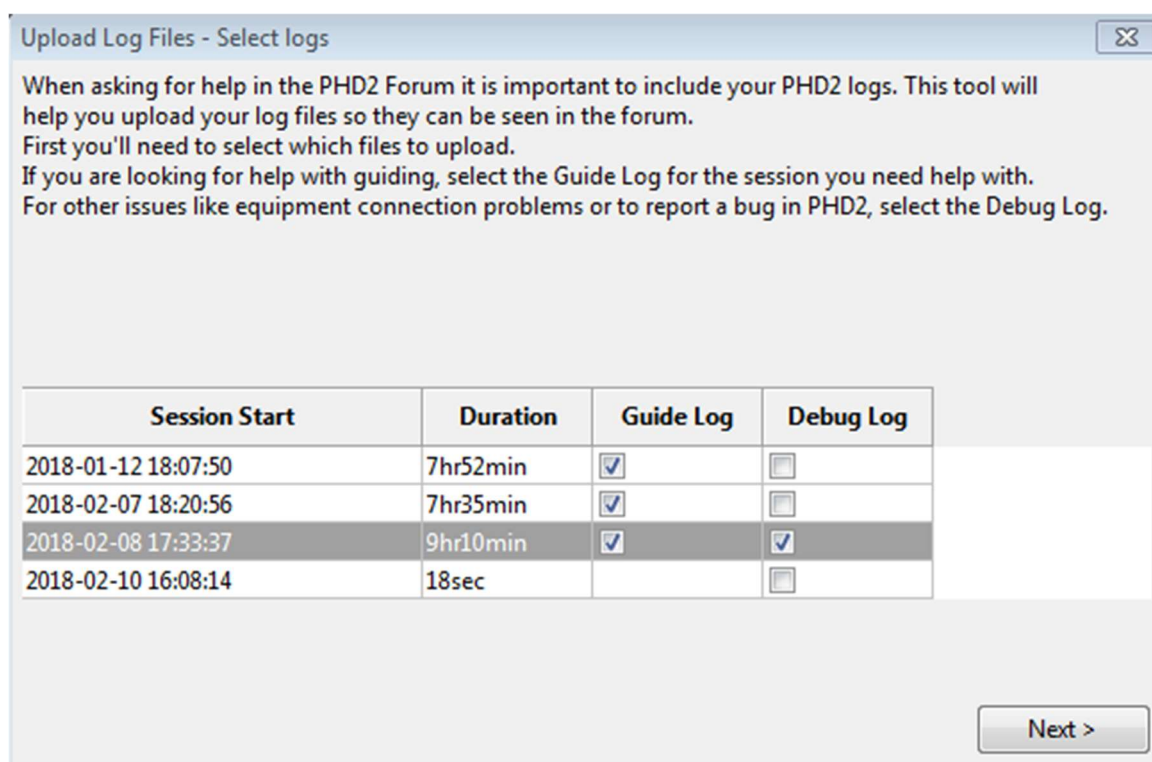 Upload Log Files - Select logs
When asking for help in the PHD2 Forum it is important to include your PHD2 logs. This tool will
help you upload your log files so they can be seen in the forum.
First you'll need to select which files to upload.
If you are looking for help with guiding, select the Guide Log for the session you need help with.
For other issues like equipment connection problems or to report a bug in PHD2, select the Debug Log.
Session Start Duration Guide Log Debug Log
2018-01-12 18:07:50 7hr52min
2018-02-07 18:20:56 7hr35min
2018-02-08 17:33:37 9hr10min
2018-02-10 16:08:14 18sec
Next >